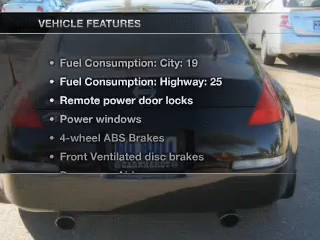 VEHICLE FEATURES
• Fuel Consumption: City: 19
• Fuel Consumption: Highway: 25
• Remote power door locks
• Power windows
• 4-wheel ABS Brakes
• Front Ventilated disc brakes